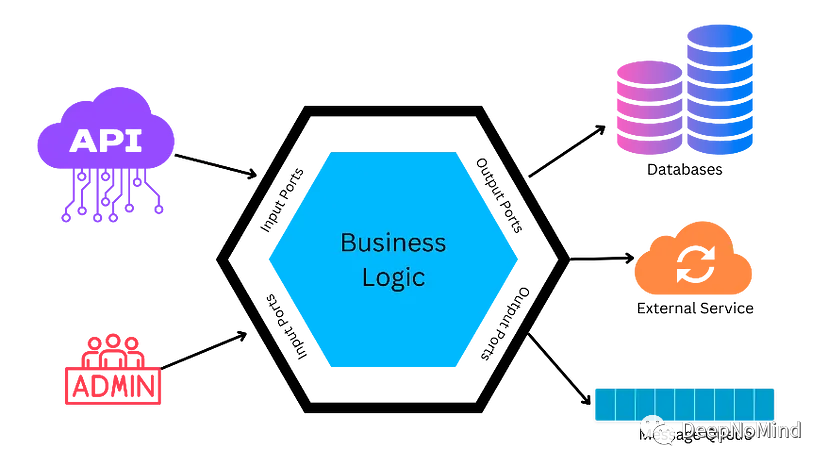 API
Input Ports
Output Ports
Databases
Business
Logic
External Service
Input Ports
Output Ports
ADMIN
DeepNoMind
Message Queue